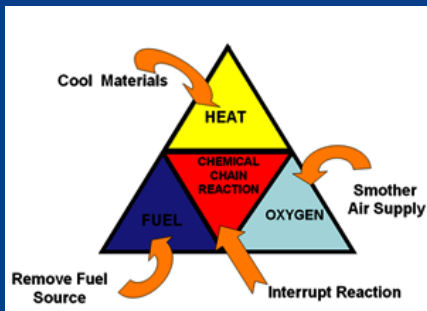 Cool Materials
HEAT
CHEMICAL
CHAIN
REACTION
FUEL
OXYGEN
Smother
Air Supply
Remove Fuel
Source
Interrupt Reaction